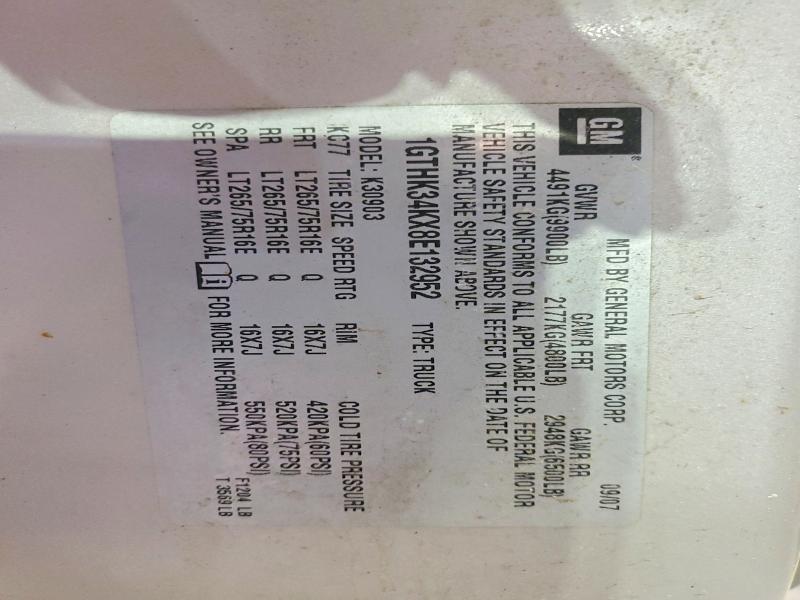 GM®
MFD BY GENERAL MOTORS CORP. 09/07
GVWR GAWR FRT GAWR RR
4491KG(9900LB) 2177KG(4800LB) 2948KG(6500LB)
THIS VEHICLE CONFORMS TO ALL APPLICABLE U.S. FEDERAL MOTOR
VEHICLE SAFETY STANDARDS IN EFFECT ON THE DATE OF
MANUFACTURE SHOWN ABOVE.
1GTHK34KX8E132952 TYPE: TRUCK
MODEL: K30903
KC77 TIRE SIZE SPEED RTG RIM COLD TIRE PRESSURE
FRT LT265/75R16E Q 16X7J 420KPA(60PSI)
RR LT265/75R16E Q 16X7J 520KPA(75PSI)
SPA LT265/75R16E Q 16X7J 550KPA(80PSI)
SEE OWNER'S MANUAL FOR MORE INFORMATION.
F1204 LB
T 3569 LB